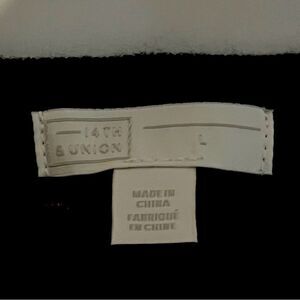 14TH
& UNION
L
MADE IN
CHINA
FABRIQUÉ
EN CHINE